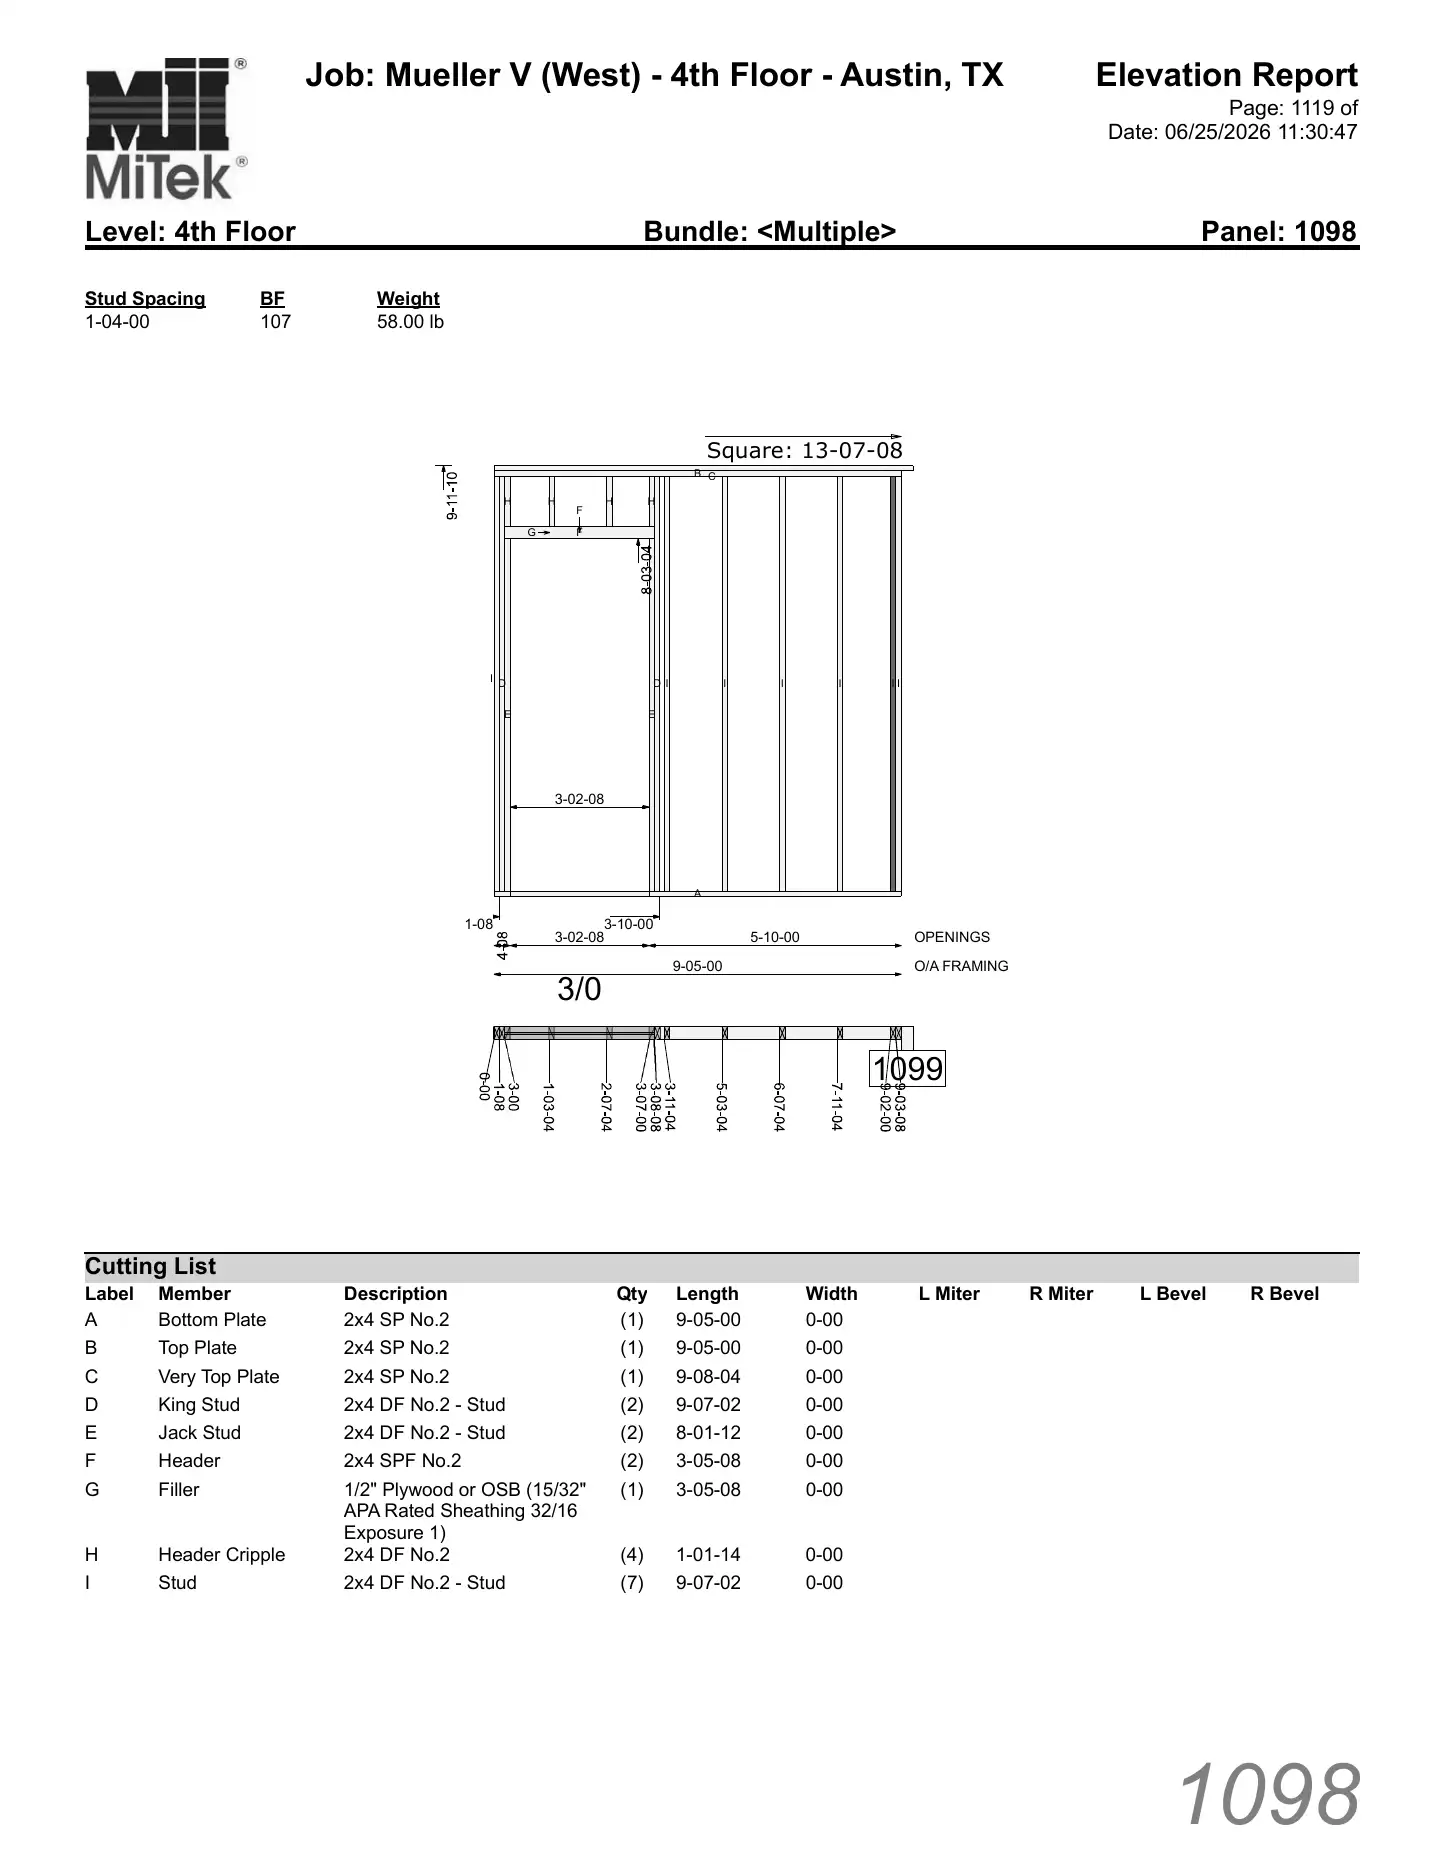 Job: Mueller V (West) - 4th Floor - Austin, TX
Elevation Report
Page: 1119 of
Date: 06/25/2026 11:30:47
MiTek®
Level: 4th Floor
Bundle: <Multiple>
Panel: 1098
Stud Spacing BF Weight
1-04-00 107 58.00 lb
Square: 13-07-08
9-11-10
B C
H H H H
F
G F
8-03-04
I D D I I I I I I
E E
3-02-08
A
1-08 3-10-00
4-08 3-02-08 5-10-00 OPENINGS
9-05-00 O/A FRAMING
3/0
1099
0-00 1-08 3-00 1-03-04 2-07-04 3-07-00 3-08-08 3-11-04 5-03-04 6-07-04 7-11-04 9-02-00 9-03-08
Cutting List
Label Member Description Qty Length Width L Miter R Miter L Bevel R Bevel
A Bottom Plate 2x4 SP No.2 (1) 9-05-00 0-00
B Top Plate 2x4 SP No.2 (1) 9-05-00 0-00
C Very Top Plate 2x4 SP No.2 (1) 9-08-04 0-00
D King Stud 2x4 DF No.2 - Stud (2) 9-07-02 0-00
E Jack Stud 2x4 DF No.2 - Stud (2) 8-01-12 0-00
F Header 2x4 SPF No.2 (2) 3-05-08 0-00
G Filler 1/2" Plywood or OSB (15/32" (1) 3-05-08 0-00
APA Rated Sheathing 32/16
Exposure 1)
H Header Cripple 2x4 DF No.2 (4) 1-01-14 0-00
I Stud 2x4 DF No.2 - Stud (7) 9-07-02 0-00
1098